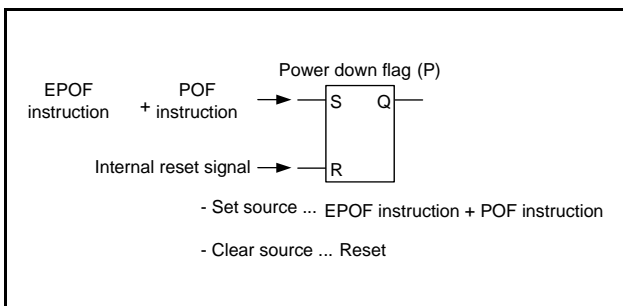 Power down flag (P)
EPOF instruction + POF instruction
S Q
Internal reset signal R
- Set source ... EPOF instruction + POF instruction
- Clear source ... Reset